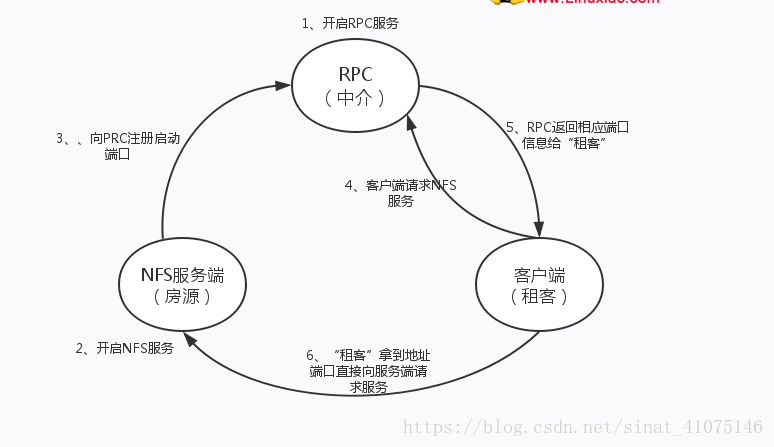 1、开启RPC服务
RPC
（中介）
3、、向PRC注册启动
端口
5、RPC返回相应端口
信息给“租客”
4、客户端请求NFS
服务
NFS服务端
（房源）
客户端
（租客）
2、开启NFS服务
6、“租客”拿到地址
端口直接向服务端请
求服务
https://blog.csdn.net/sinat_41075146